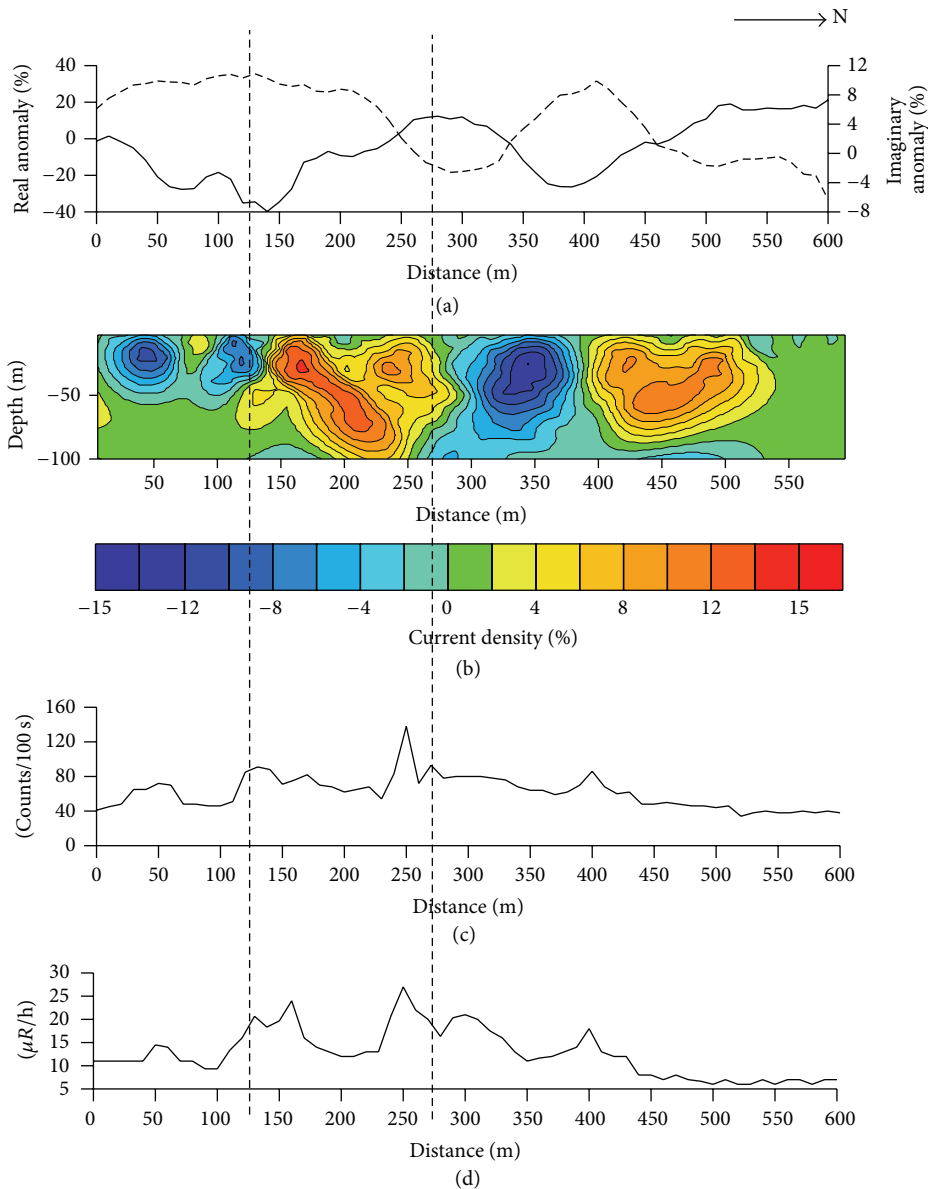 N
Real anomaly (%)
40
20
0
−20
−40
12
8
4
0
−4
−8
Imaginary
anomaly (%)
0 50 100 150 200 250 300 350 400 450 500 550 600
Distance (m)
(a)
Depth (m)
−50
−100
50 100 150 200 250 300 350 400 450 500 550
Distance (m)
−15 −12 −8 −4 0 4 8 12 15
Current density (%)
(b)
(Counts/100 s)
160
120
80
40
0
0 50 100 150 200 250 300 350 400 450 500 550 600
Distance (m)
(c)
(μR/h)
30
25
20
15
10
5
0 50 100 150 200 250 300 350 400 450 500 550 600
Distance (m)
(d)